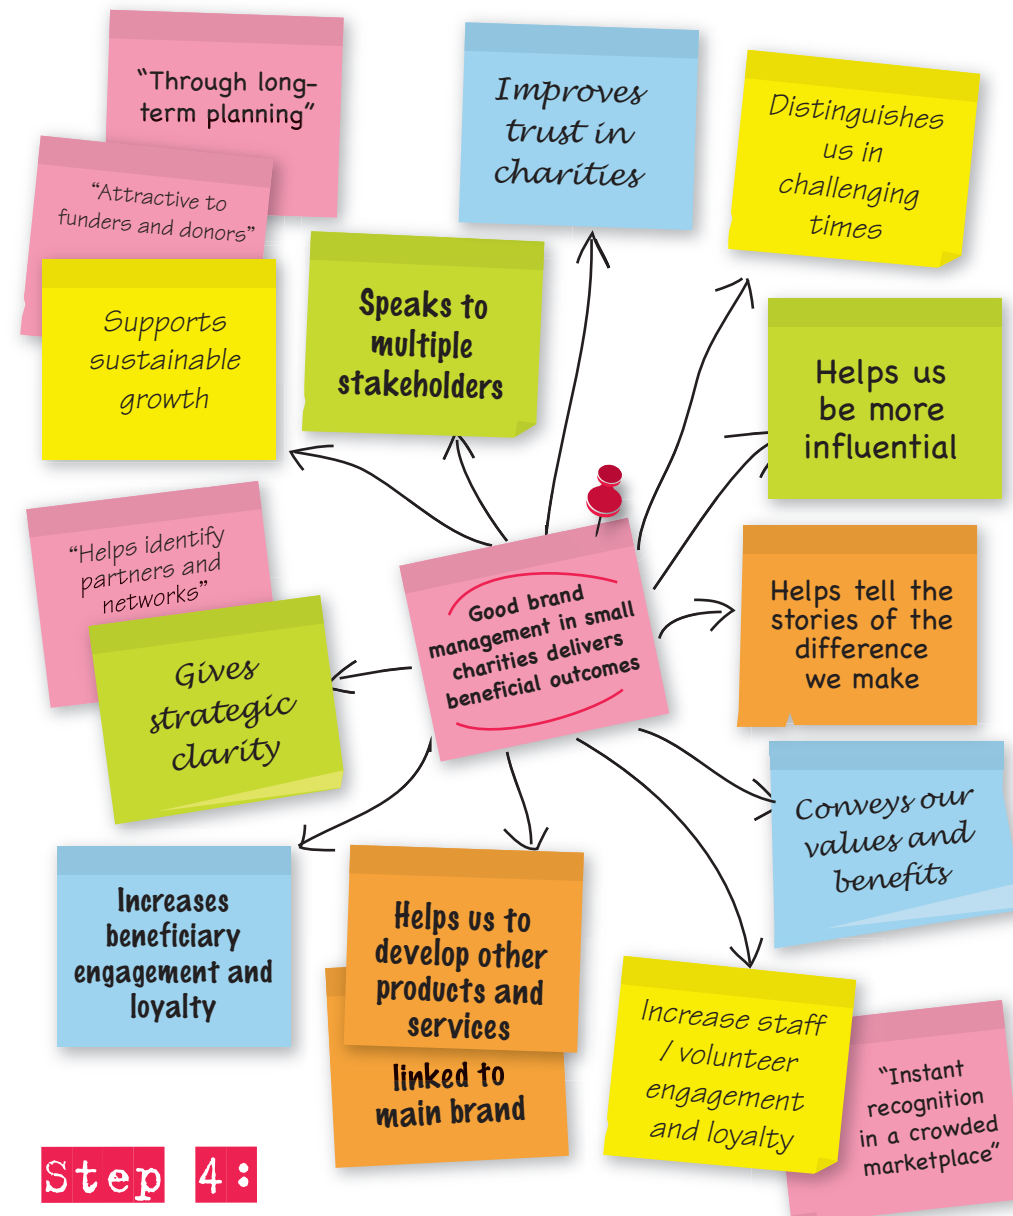 “Through long-
term planning”
“Attractive to
funders and donors”
Supports
sustainable
growth
Speaks to
multiple
stakeholders
Improves
trust in
charities
Distinguishes
us in
challenging
times
Helps us
be more
influential
“Helps identify
partners and
networks”
Gives
strategic
clarity
Good brand
management in small
charities delivers
beneficial outcomes
Helps tell the
stories of the
difference
we make
Conveys our
values and
benefits
Increases
beneficiary
engagement and
loyalty
Helps us to
develop other
products and
services
linked to
main brand
Increase staff
/ volunteer
engagement
and loyalty
“Instant
recognition
in a crowded
marketplace”
Step 4: